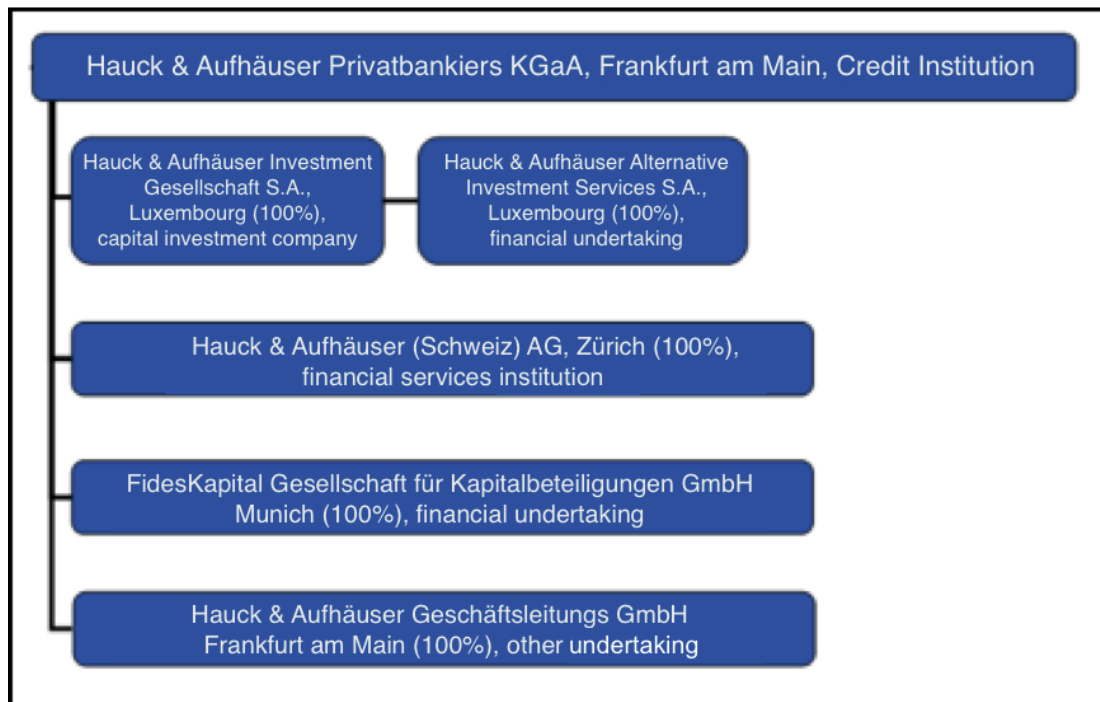 Hauck & Aufhäuser Privatbankiers KGaA, Frankfurt am Main, Credit Institution
Hauck & Aufhäuser Investment
Gesellschaft S.A.,
Luxembourg (100%),
capital investment company
Hauck & Aufhäuser Alternative
Investment Services S.A.,
Luxembourg (100%),
financial undertaking
Hauck & Aufhäuser (Schweiz) AG, Zürich (100%),
financial services institution
FidesKapital Gesellschaft für Kapitalbeteiligungen GmbH
Munich (100%), financial undertaking
Hauck & Aufhäuser Geschäftsleitungs GmbH
Frankfurt am Main (100%), other undertaking